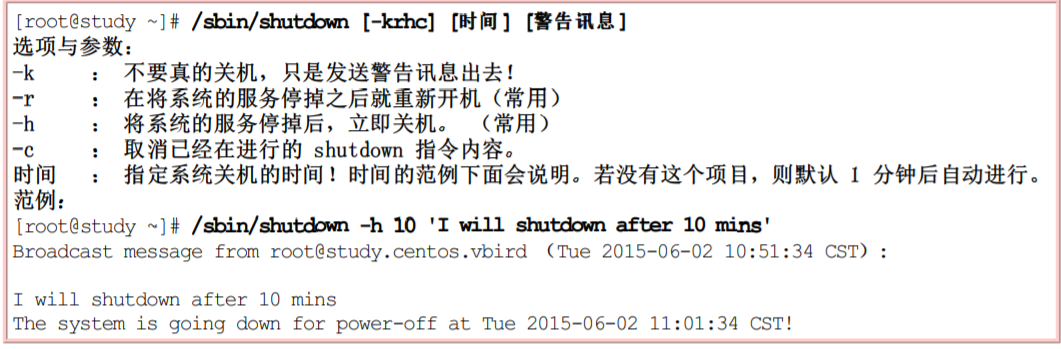 [root@study ~]# /sbin/shutdown [-krhc] [时间] [警告讯息]
选项与参数：
-k     ： 不要真的关机，只是发送警告讯息出去！
-r     ： 在将系统的服务停掉之后就重新开机（常用）
-h     ： 将系统的服务停掉后，立即关机。 （常用）
-c     ： 取消已经在进行的 shutdown 指令内容。
时间   ： 指定系统关机的时间！时间的范例下面会说明。若没有这个项目，则默认 1 分钟后自动进行。
范例：
[root@study ~]# /sbin/shutdown -h 10 'I will shutdown after 10 mins'
Broadcast message from root@study.centos.vbird （Tue 2015-06-02 10:51:34 CST）:
I will shutdown after 10 mins
The system is going down for power-off at Tue 2015-06-02 11:01:34 CST!